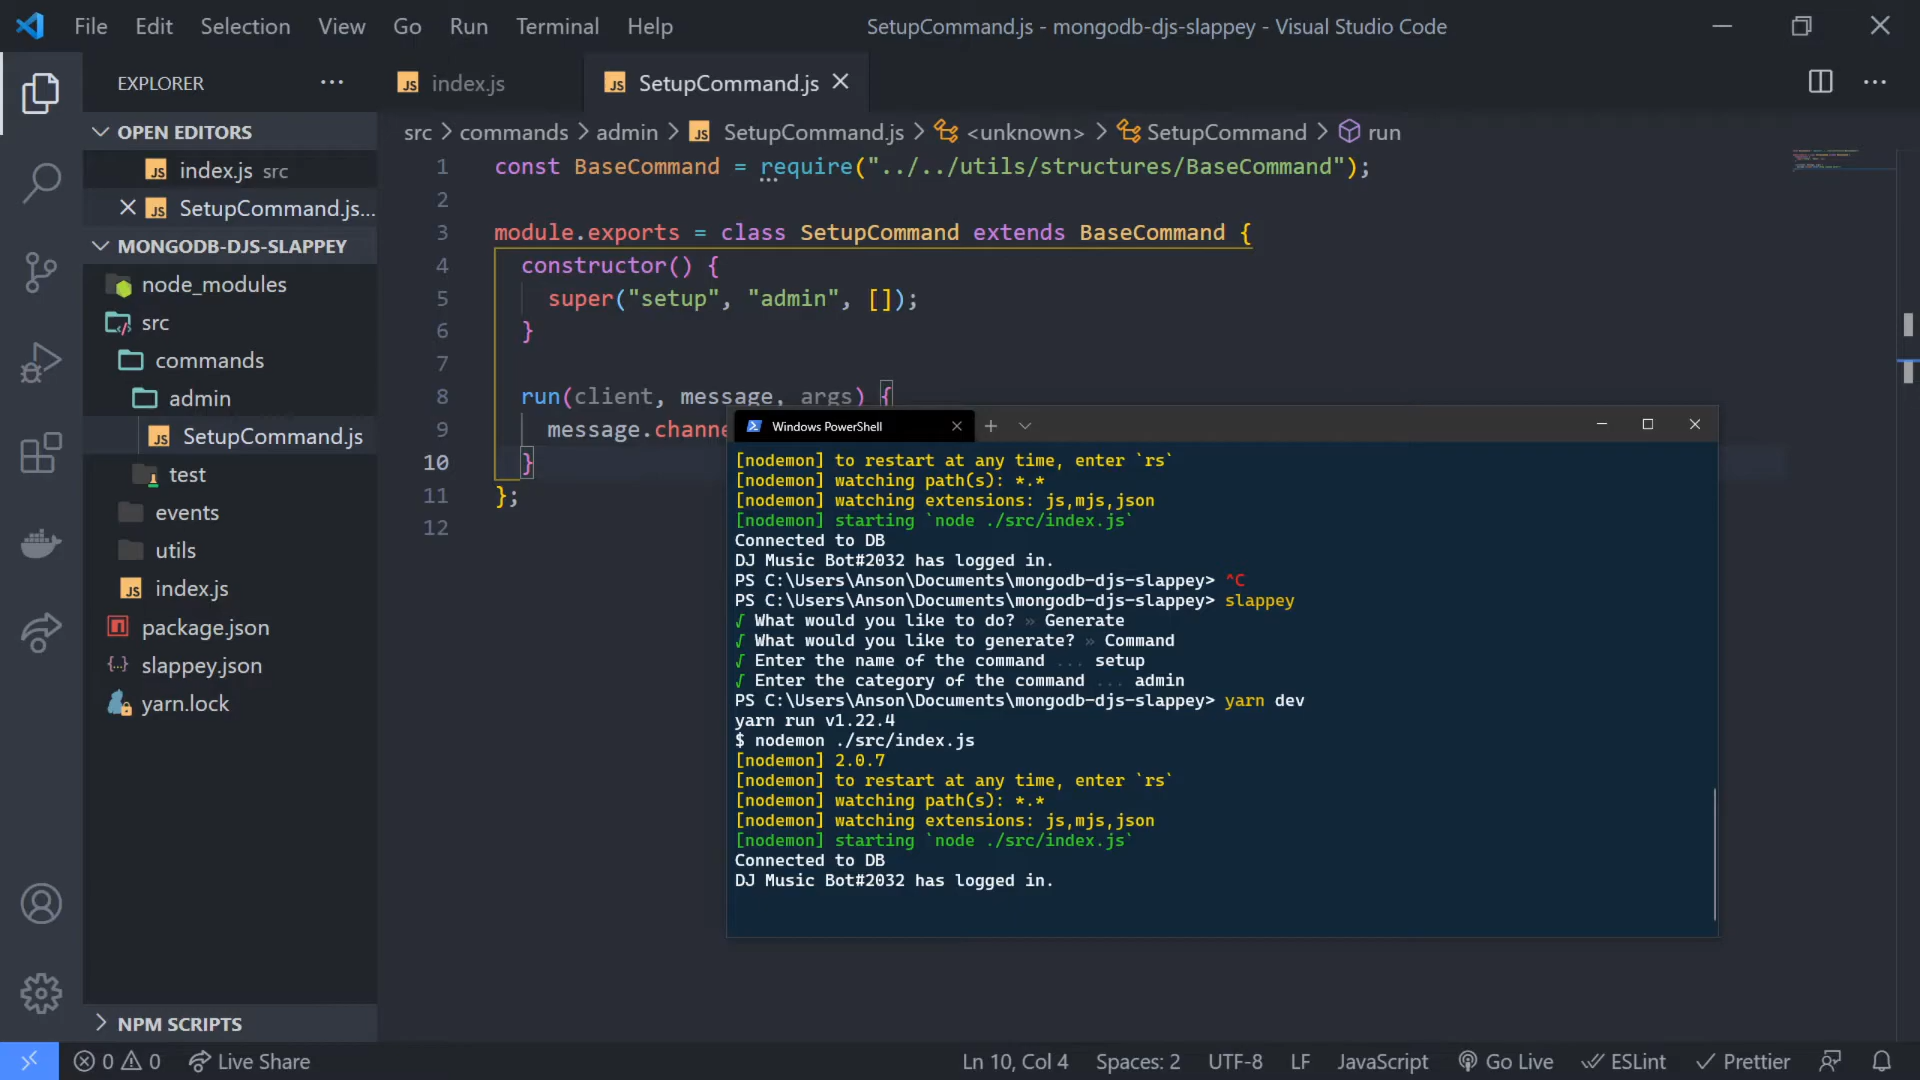 File Edit Selection View Go Run Terminal Help
SetupCommand.js - mongodb-djs-slappey - Visual Studio Code
EXPLORER
OPEN EDITORS
index.js src
SetupCommand.js...
MONGODB-DJS-SLAPPEY
node_modules
src
commands
admin
SetupCommand.js
test
events
utils
index.js
package.json
slappey.json
yarn.lock
NPM SCRIPTS
index.js
SetupCommand.js
src > commands > admin > JS SetupCommand.js > <unknown> > SetupCommand > run
1 const BaseCommand = require("../../utils/structures/BaseCommand");
2
3 module.exports = class SetupCommand extends BaseCommand {
4 constructor() {
5 super("setup", "admin", []);
6 }
7
8 run(client, message, args) {
9 message.channe
10 }
11 };
12
Windows PowerShell
[nodemon] to restart at any time, enter `rs`
[nodemon] watching path(s): *.*
[nodemon] watching extensions: js,mjs,json
[nodemon] starting `node ./src/index.js`
Connected to DB
DJ Music Bot#2032 has logged in.
PS C:\Users\Anson\Documents\mongodb-djs-slappey> ^C
PS C:\Users\Anson\Documents\mongodb-djs-slappey> slappey
√ What would you like to do? » Generate
√ What would you like to generate? » Command
√ Enter the name of the command ... setup
√ Enter the category of the command ... admin
PS C:\Users\Anson\Documents\mongodb-djs-slappey> yarn dev
yarn run v1.22.4
$ nodemon ./src/index.js
[nodemon] 2.0.7
[nodemon] to restart at any time, enter `rs`
[nodemon] watching path(s): *.*
[nodemon] watching extensions: js,mjs,json
[nodemon] starting `node ./src/index.js`
Connected to DB
DJ Music Bot#2032 has logged in.
0 0 Live Share
Ln 10, Col 4 Spaces: 2 UTF-8 LF JavaScript Go Live ESLint Prettier